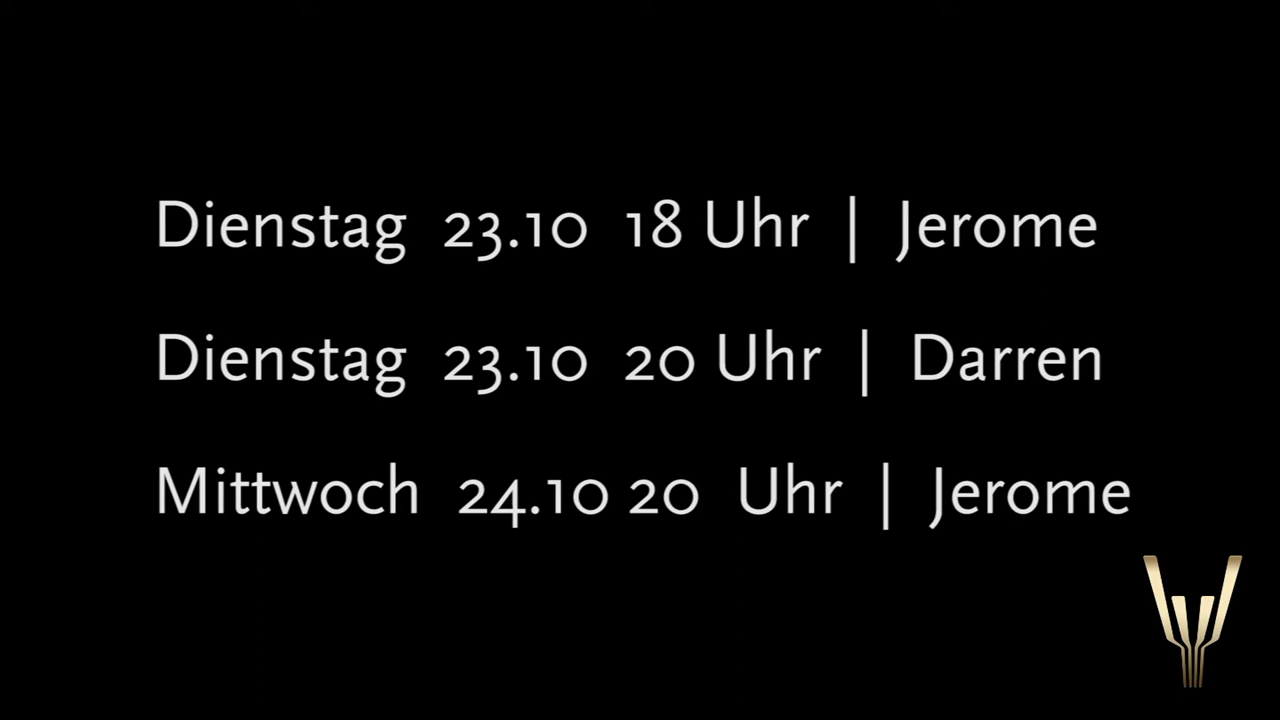 Dienstag 23.10 18 Uhr | Jerome
Dienstag 23.10 20 Uhr | Darren
Mittwoch 24.10 20 Uhr | Jerome